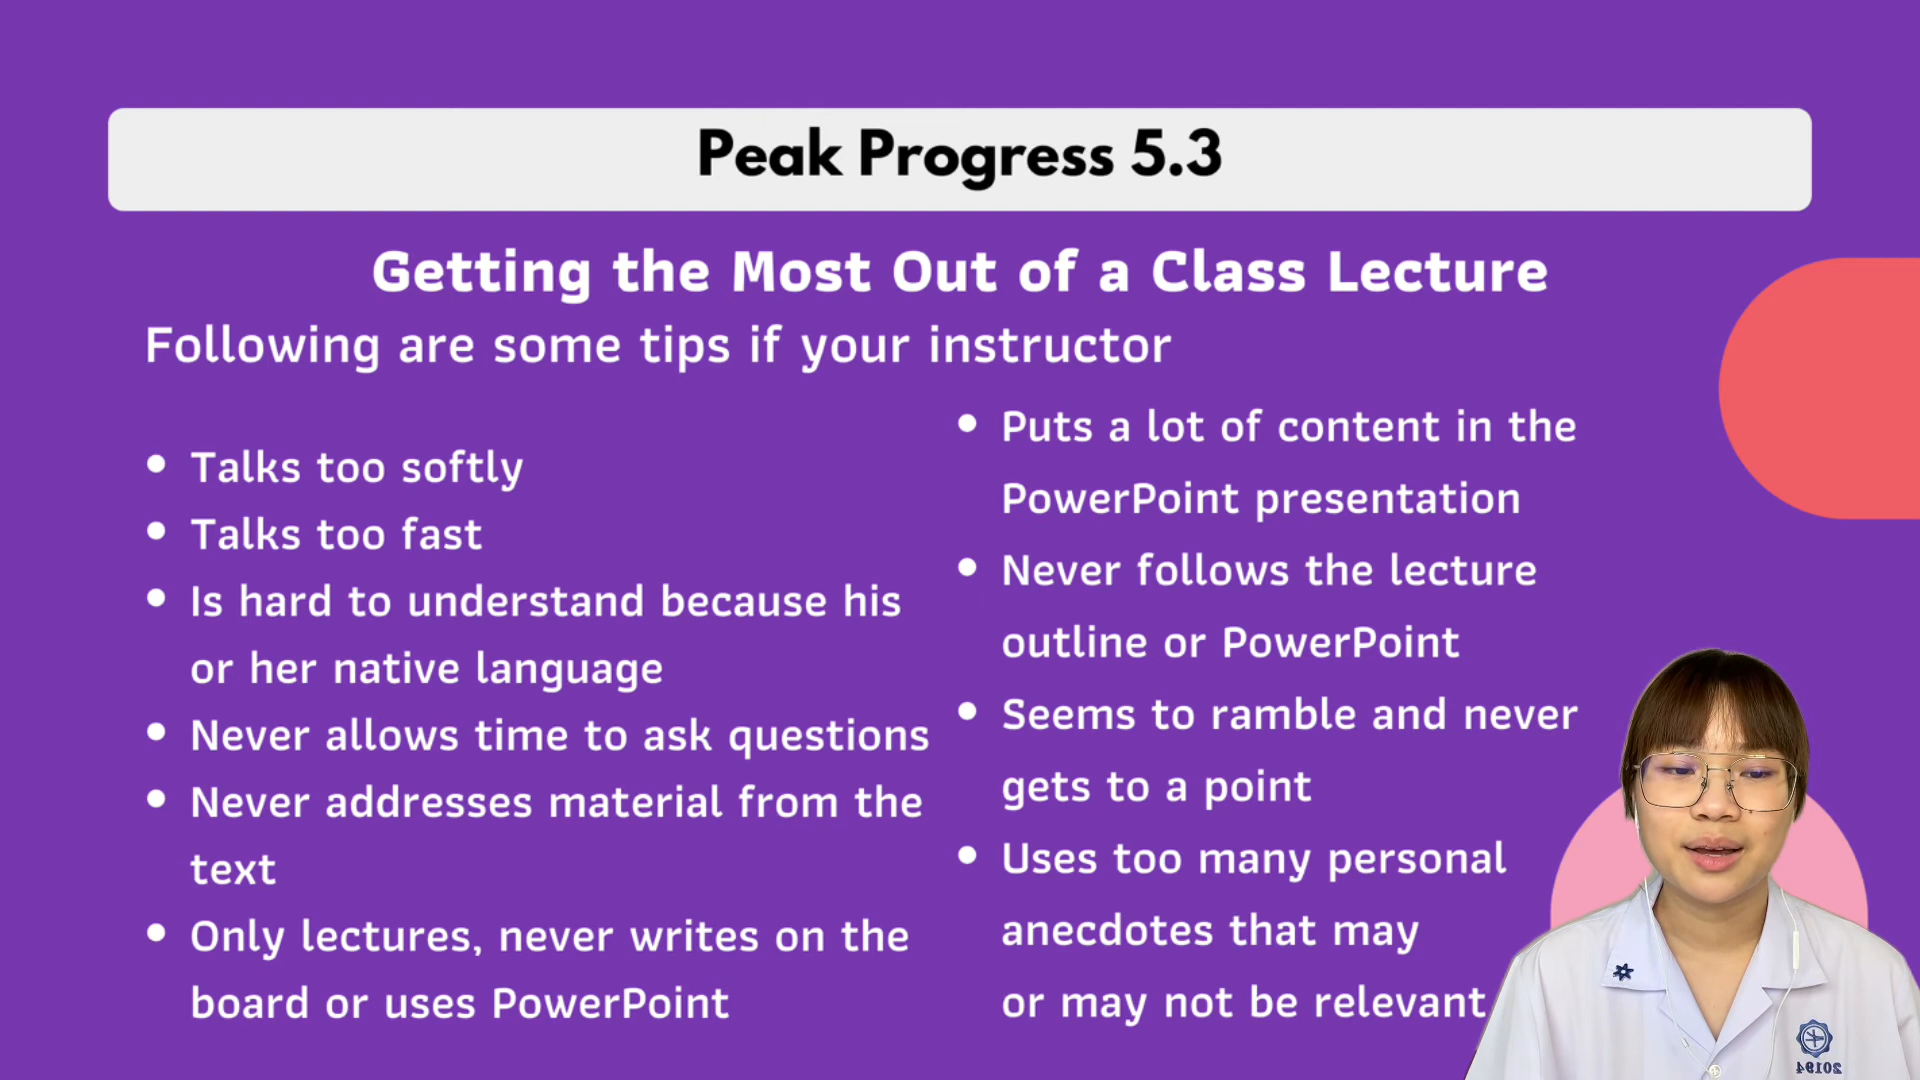 Peak Progress 5.3
Getting the Most Out of a Class Lecture
Following are some tips if your instructor
• Talks too softly
• Talks too fast
• Is hard to understand because his
or her native language
• Never allows time to ask questions
• Never addresses material from the
text
• Only lectures, never writes on the
board or uses PowerPoint
• Puts a lot of content in the
PowerPoint presentation
• Never follows the lecture
outline or PowerPoint
• Seems to ramble and never
gets to a point
• Uses too many personal
anecdotes that may
or may not be relevant
20194